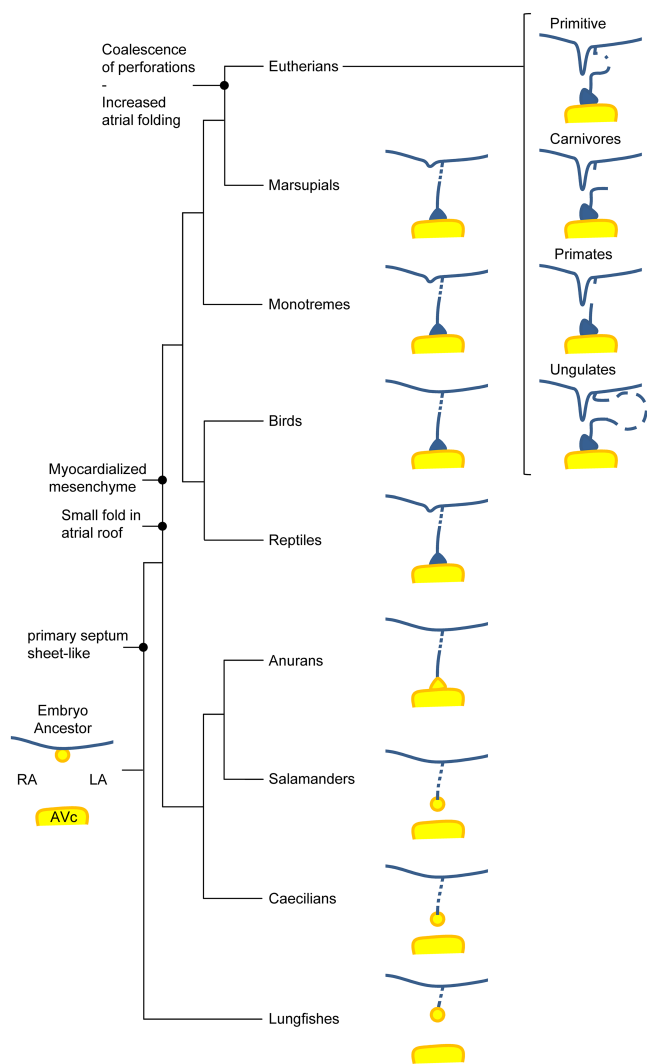 Primitive
Coalescence
of perforations
-
Increased
atrial folding
Eutherians
Carnivores
Marsupials
Primates
Monotremes
Ungulates
Birds
Myocardialized
mesenchyme
Small fold in
atrial roof
Reptiles
primary septum
sheet-like
Anurans
Embryo
Ancestor
RA
LA
AVc
Salamanders
Caecilians
Lungfishes